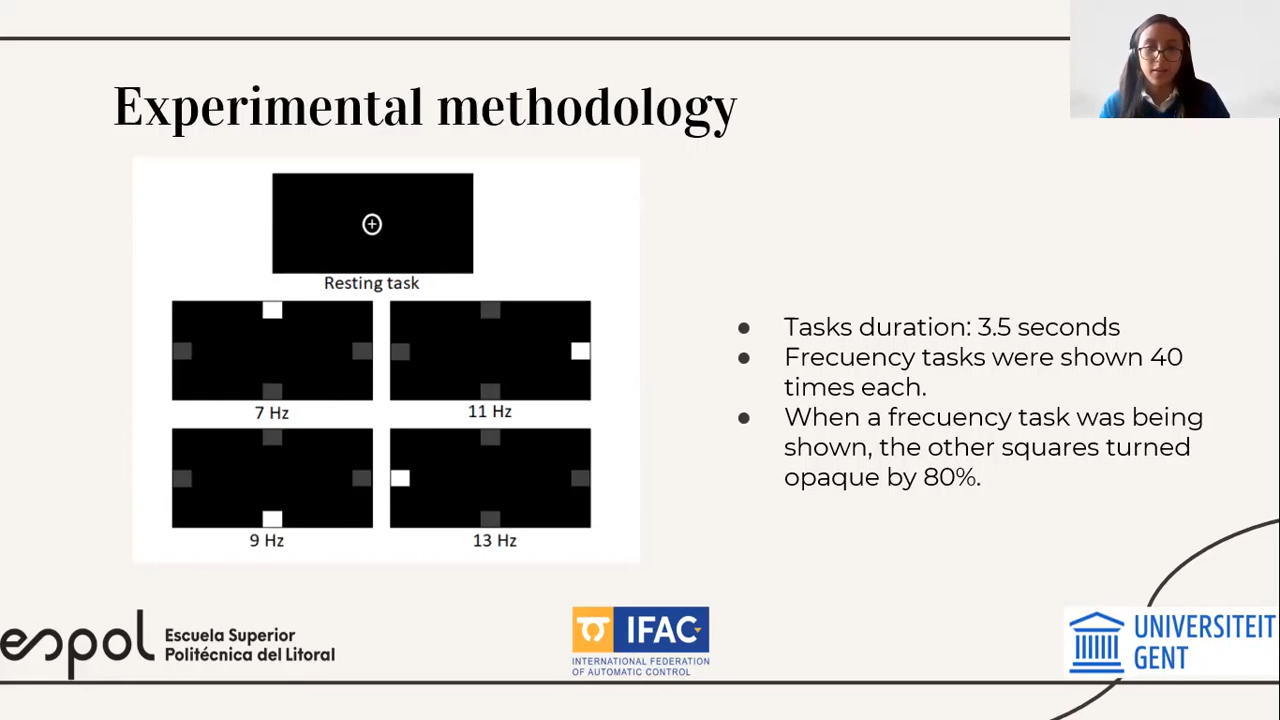 Experimental methodology
Resting task
7 Hz
11 Hz
9 Hz
13 Hz
● Tasks duration: 3.5 seconds
● Frecuency tasks were shown 40
times each.
● When a frecuency task was being
shown, the other squares turned
opaque by 80%.
espol
Escuela Superior
Politécnica del Litoral
IFAC
INTERNATIONAL FEDERATION
OF AUTOMATIC CONTROL
UNIVERSITEIT
GENT